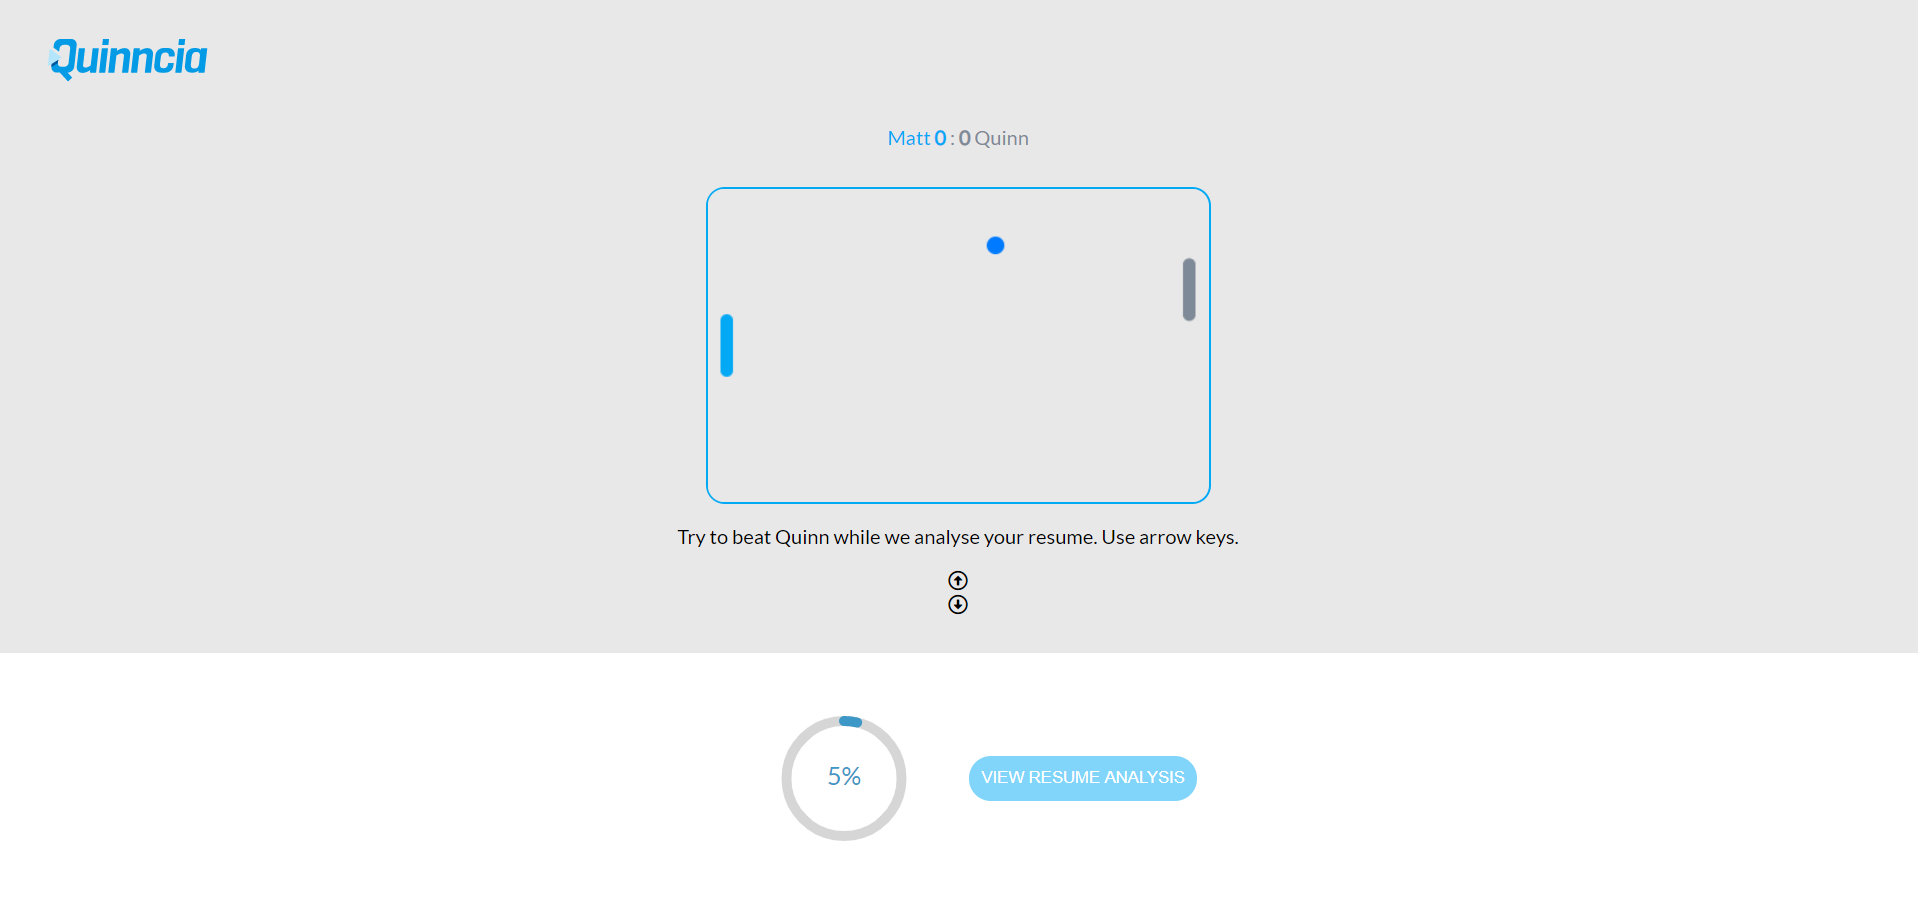 Quinncia
Matt 0 : 0 Quinn
Try to beat Quinn while we analyse your resume. Use arrow keys.
5%
VIEW RESUME ANALYSIS